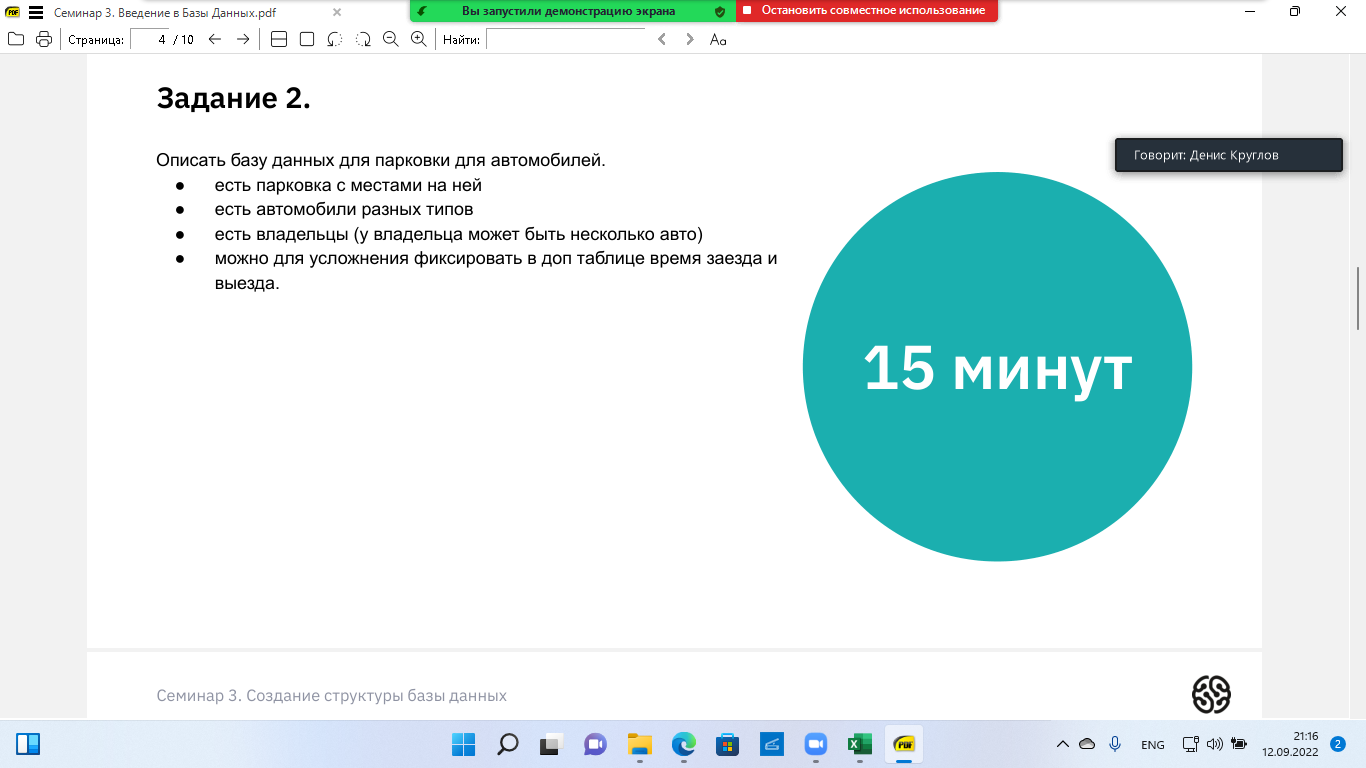 Семинар 3. Введение в Базы Данных.pdf
Вы запустили демонстрацию экрана
Остановить совместное использование
Страница: 4 / 10
Найти:
Aa
Задание 2.
Описать базу данных для парковки для автомобилей.
● есть парковка с местами на ней
● есть автомобили разных типов
● есть владельцы (у владельца может быть несколько авто)
● можно для усложнения фиксировать в доп таблице время заезда и
выезда.
Говорит: Денис Круглов
15 минут
Семинар 3. Создание структуры базы данных
PDF
ENG
21:16
12.09.2022
2